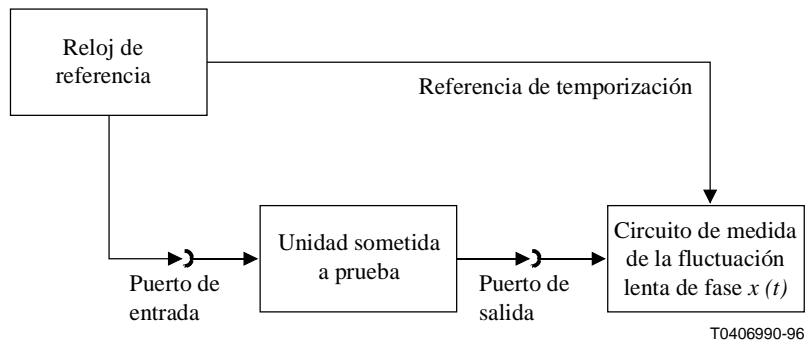 Reloj de
referencia
Referencia de temporización
Unidad sometida
a prueba
Circuito de medida
de la fluctuación
lenta de fase x (t)
Puerto de
entrada
Puerto de
salida
T0406990-96